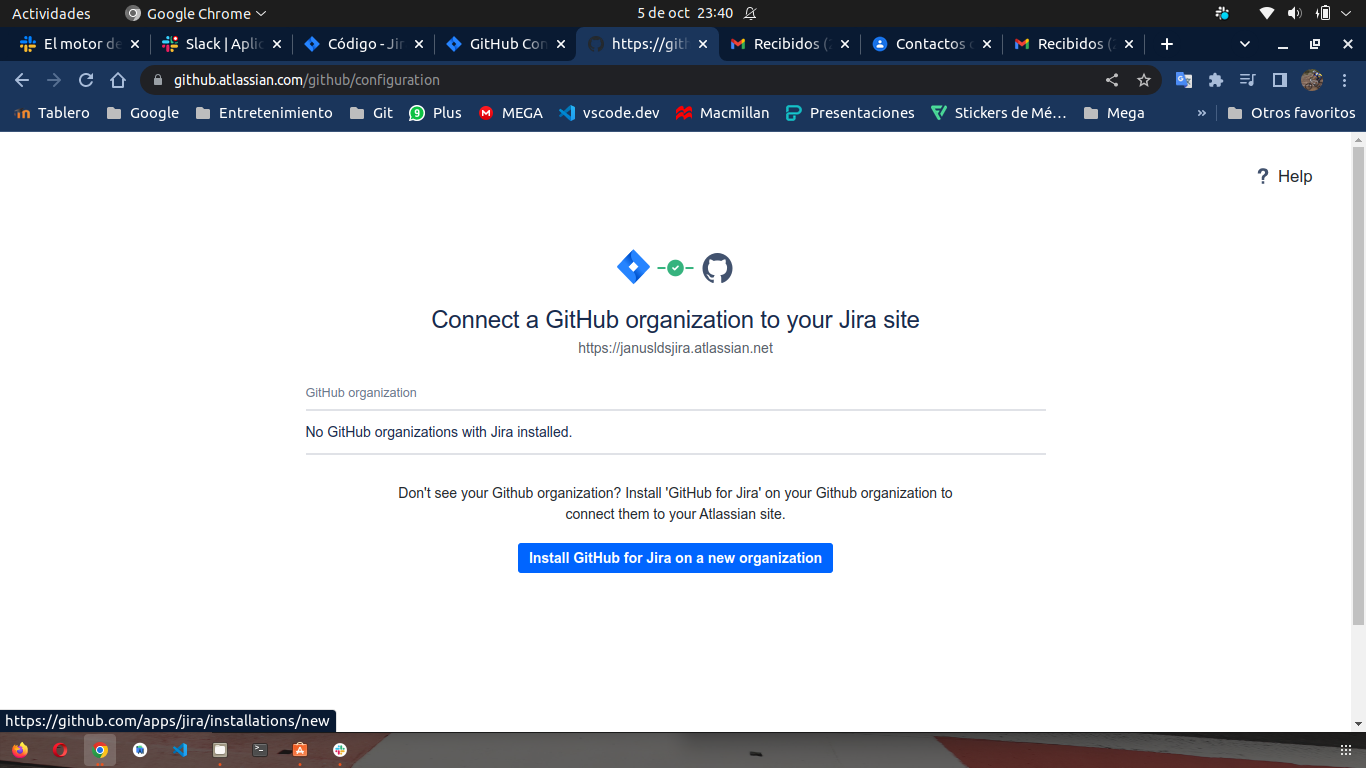 Actividades
Google Chrome
5 de oct 23:40
El motor de
Slack | Aplic
Código - Jir
GitHub Con
https://gith
Recibidos (2
Contactos d
Recibidos (2
github.atlassian.com/github/configuration
Tablero
Google
Entretenimiento
Git
Plus
MEGA
vscode.dev
Macmillan
Presentaciones
Stickers de Mé…
Mega
»
Otros favoritos
? Help
Connect a GitHub organization to your Jira site
https://janusldsjira.atlassian.net
GitHub organization
No GitHub organizations with Jira installed.
Don't see your Github organization? Install 'GitHub for Jira' on your Github organization to
connect them to your Atlassian site.
Install GitHub for Jira on a new organization
https://github.com/apps/jira/installations/new